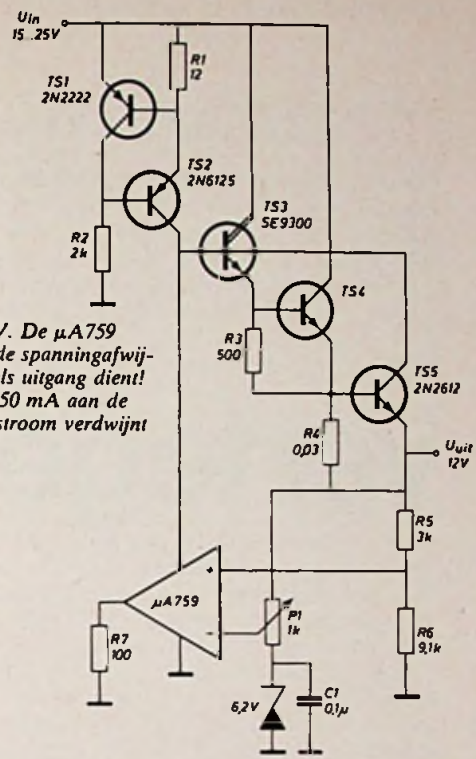 Uin
15...25V
R1
12
TS1
2N2222
TS2
2N6125
TS3
SE9300
R2
2k
TS4
V. De µA759
de spanningafwij-
ls uitgang dient!
50 mA aan de
stroom verdwijnt
R3
500
TS5
2N2612
R4
0,03
Uuit
12V
R5
3k
µA759
+
-
P1
1k
R6
9,1k
R7
100
6,2V
C1
0,1µ